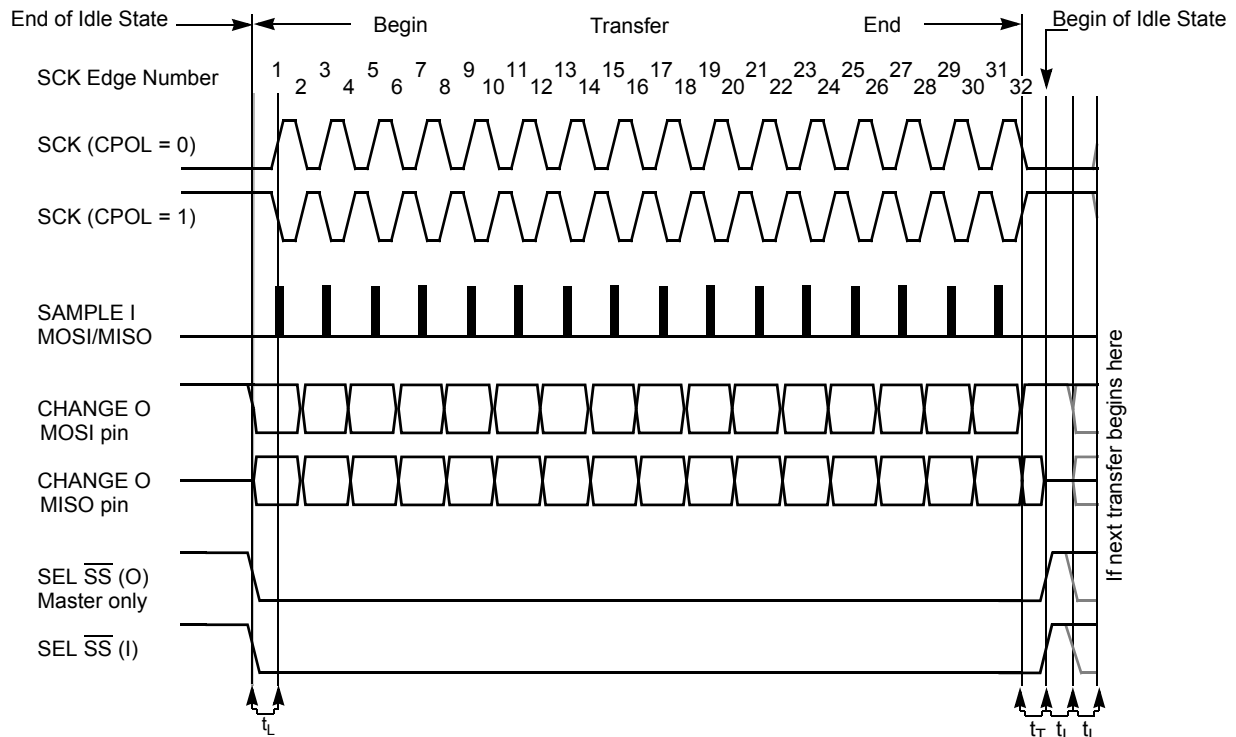 End of Idle State
Begin
Transfer
End
Begin of Idle State
SCK Edge Number
1 3 5 7 9 11 13 15 17 19 21 23 25 27 29 31
2 4 6 8 10 12 14 16 18 20 22 24 26 28 30 32
SCK (CPOL = 0)
SCK (CPOL = 1)
SAMPLE I
MOSI/MISO
CHANGE O
MOSI pin
CHANGE O
MISO pin
SEL SS (O)
Master only
SEL SS (I)
If next transfer begins here
tL
tT